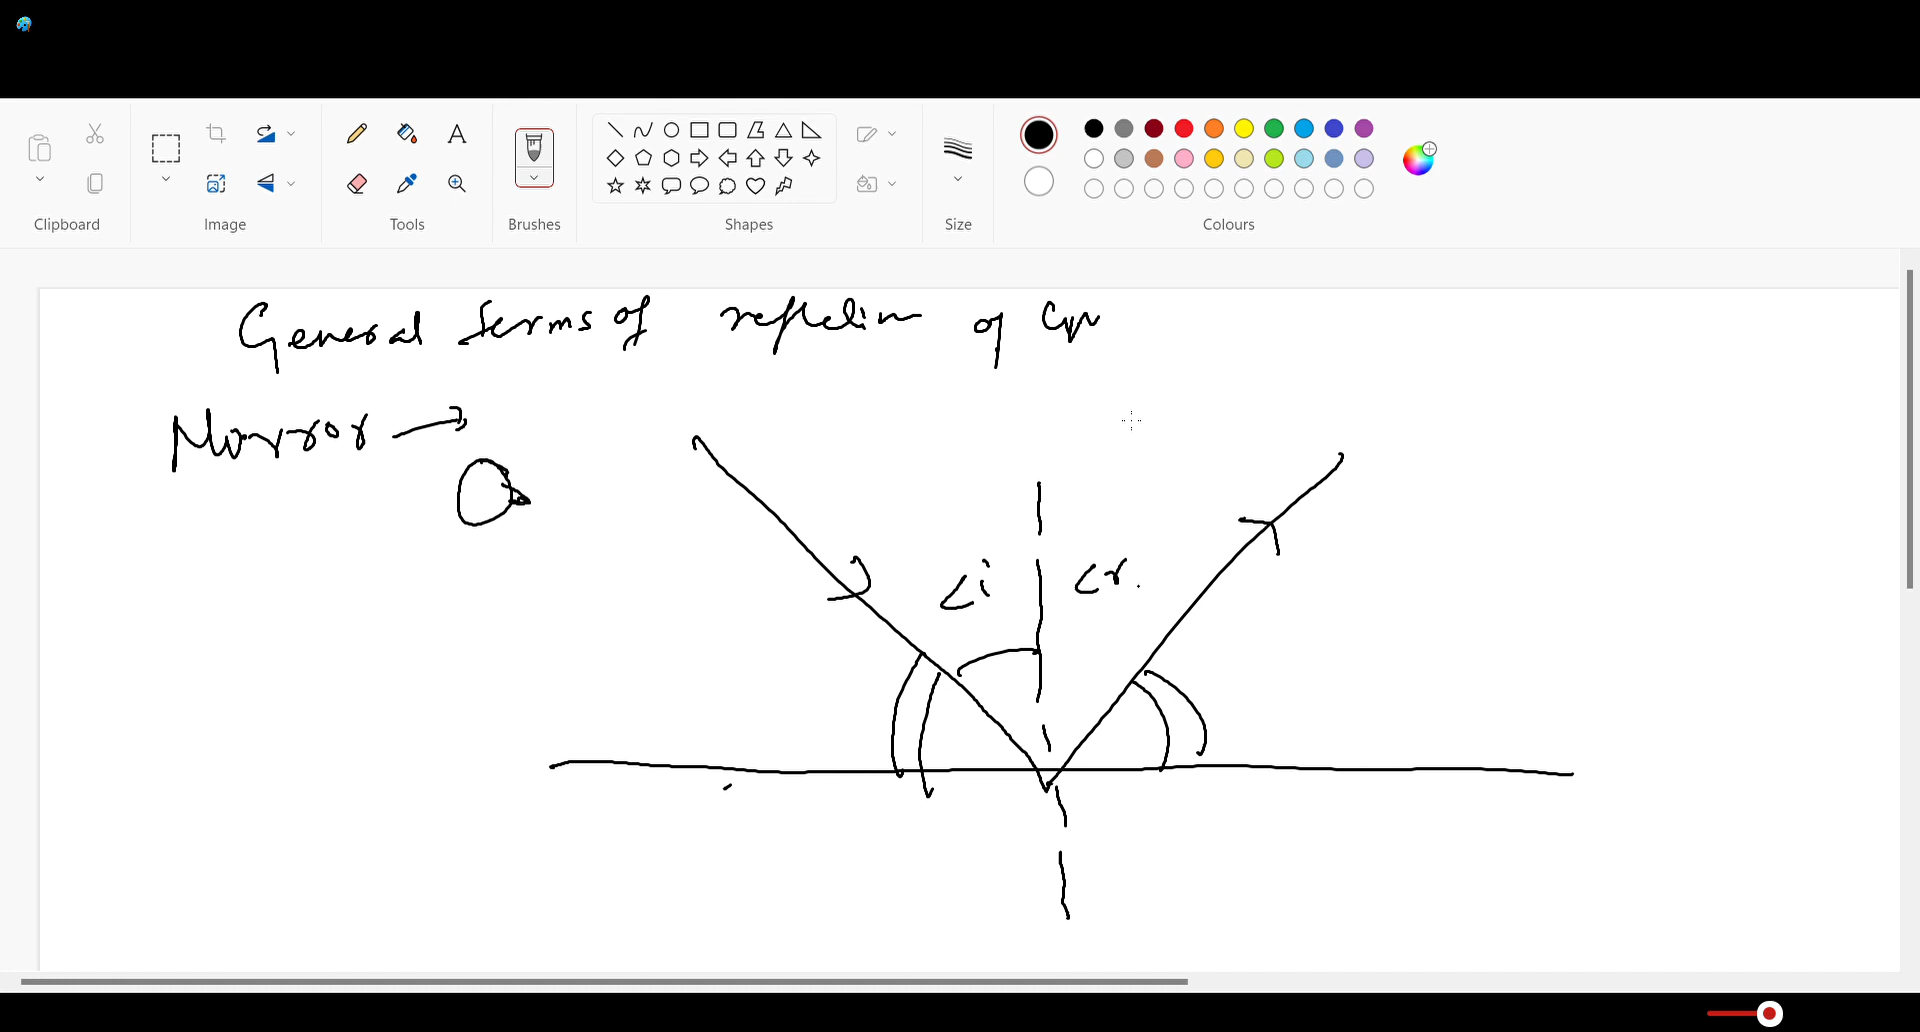 Clipboard
Image
Tools
Brushes
Shapes
Size
Colours
General terms of of
Mirror
<i <r.